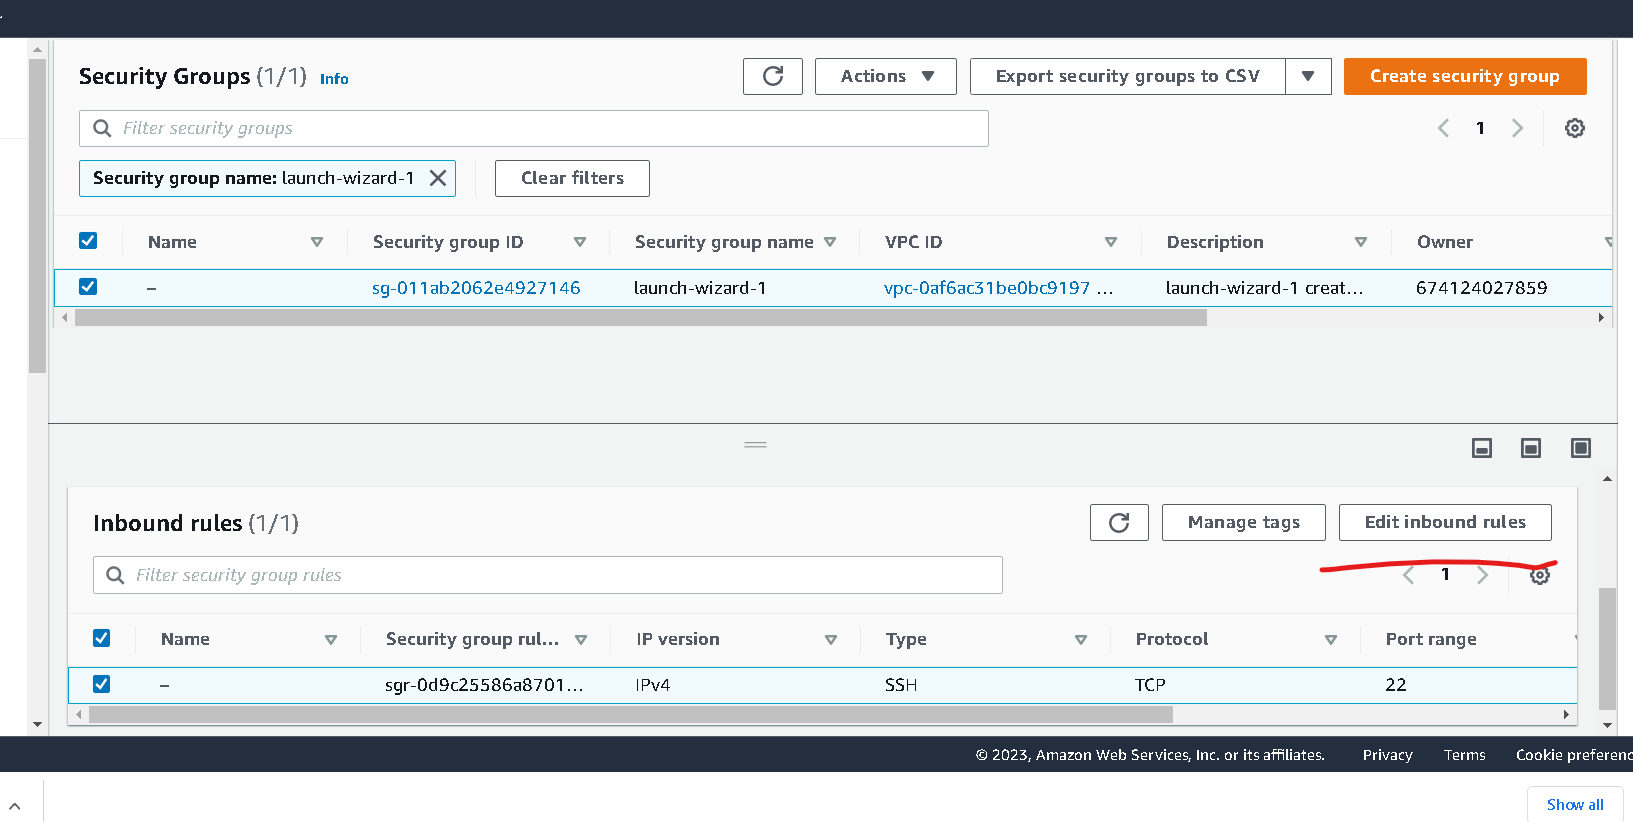 Security Groups (1/1) Info
Actions
Export security groups to CSV
Create security group
Filter security groups
1
Security group name: launch-wizard-1
Clear filters
Name Security group ID Security group name VPC ID Description Owner
– sg-011ab2062e4927146 launch-wizard-1 vpc-0af6ac31be0bc9197 ... launch-wizard-1 creat... 674124027859
Inbound rules (1/1)
Manage tags
Edit inbound rules
Filter security group rules
1
Name Security group rul... IP version Type Protocol Port range
– sgr-0d9c25586a8701... IPv4 SSH TCP 22
© 2023, Amazon Web Services, Inc. or its affiliates. Privacy Terms Cookie preferenc
Show all